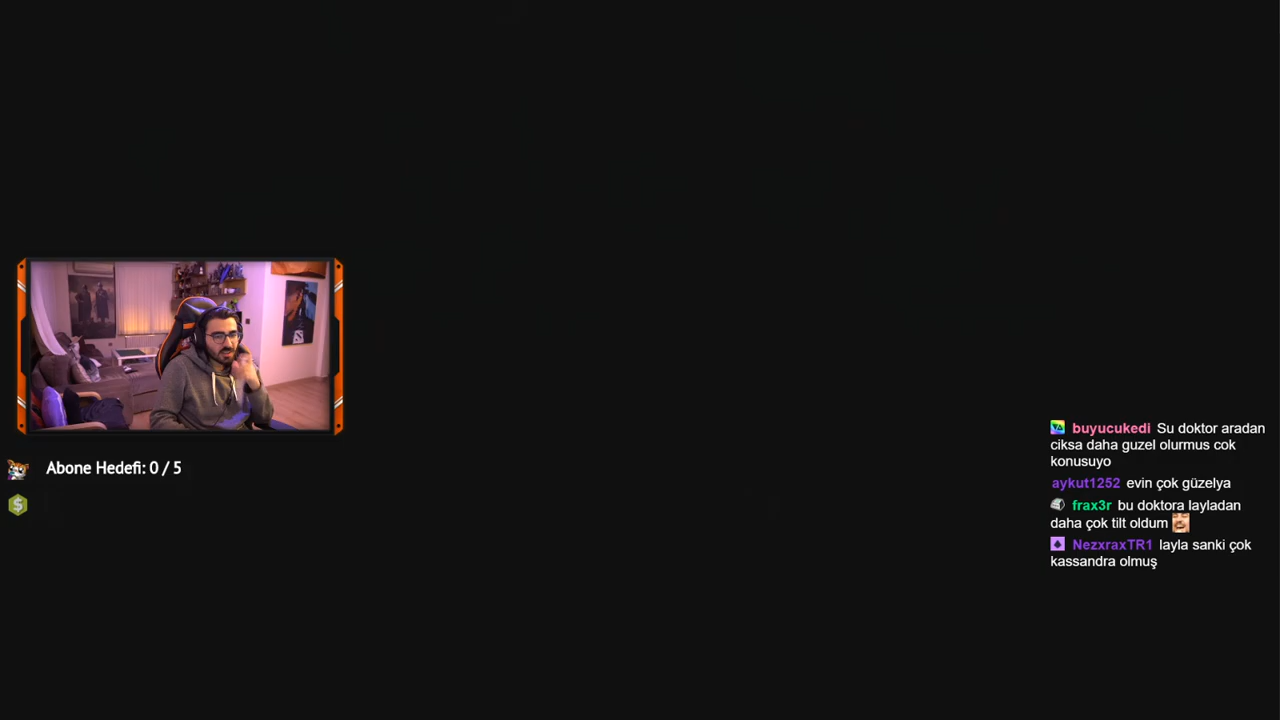 Abone Hedefi: 0 / 5
buyucukedi Su doktor aradan
ciksa daha guzel olurmus cok
konusuyo
aykut1252 evin çok güzelya
frax3r bu doktora layladan
daha çok tilt oldum
NezxraxTR1 layla sanki çok
kassandra olmuş